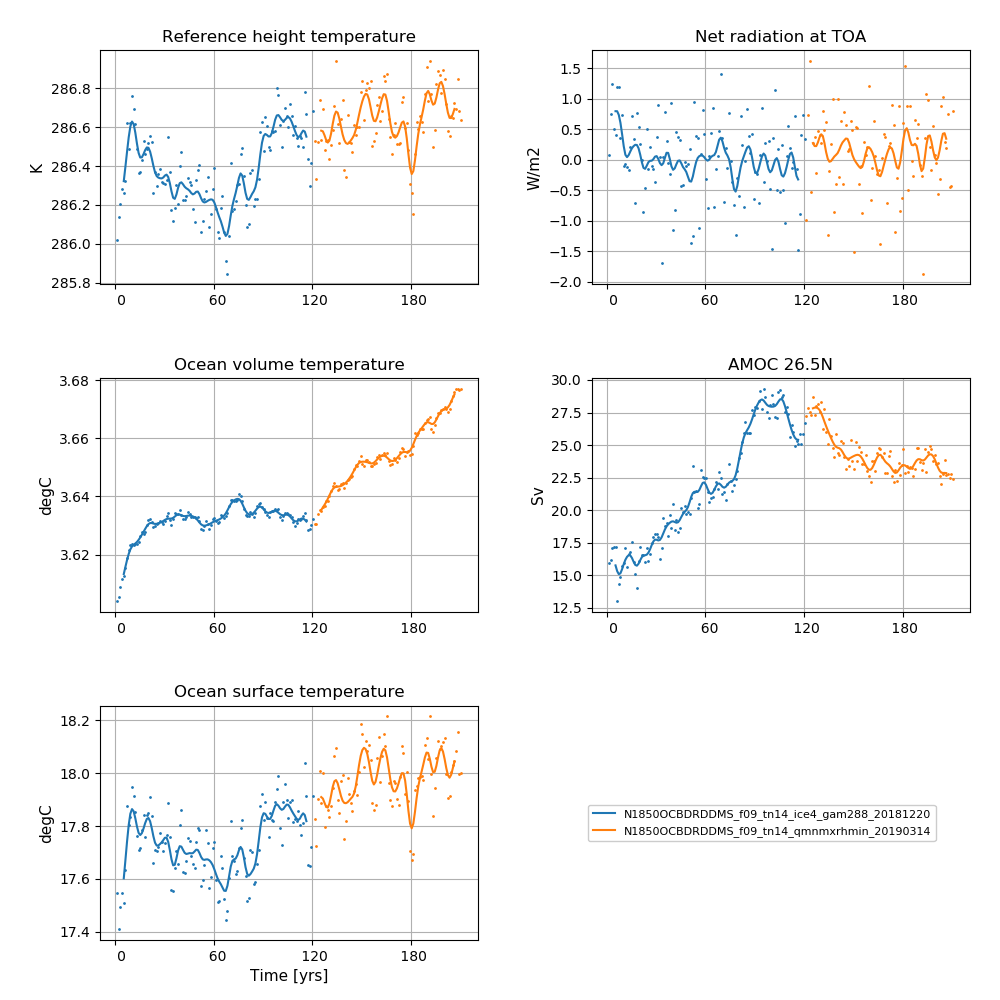 Reference height temperature
Net radiation at TOA
286.8
286.6
286.4
286.2
286.0
285.8
K
0 60 120 180
1.5
1.0
0.5
0.0
−0.5
−1.0
−1.5
−2.0
W/m2
0 60 120 180
Ocean volume temperature
AMOC 26.5N
3.68
3.66
3.64
3.62
degC
0 60 120 180
30.0
27.5
25.0
22.5
20.0
17.5
15.0
12.5
Sv
0 60 120 180
Ocean surface temperature
18.2
18.0
17.8
17.6
17.4
degC
0 60 120 180
Time [yrs]
N1850OCBDRDDMS_f09_tn14_ice4_gam288_20181220
N1850OCBDRDDMS_f09_tn14_qmnmxrhmin_20190314